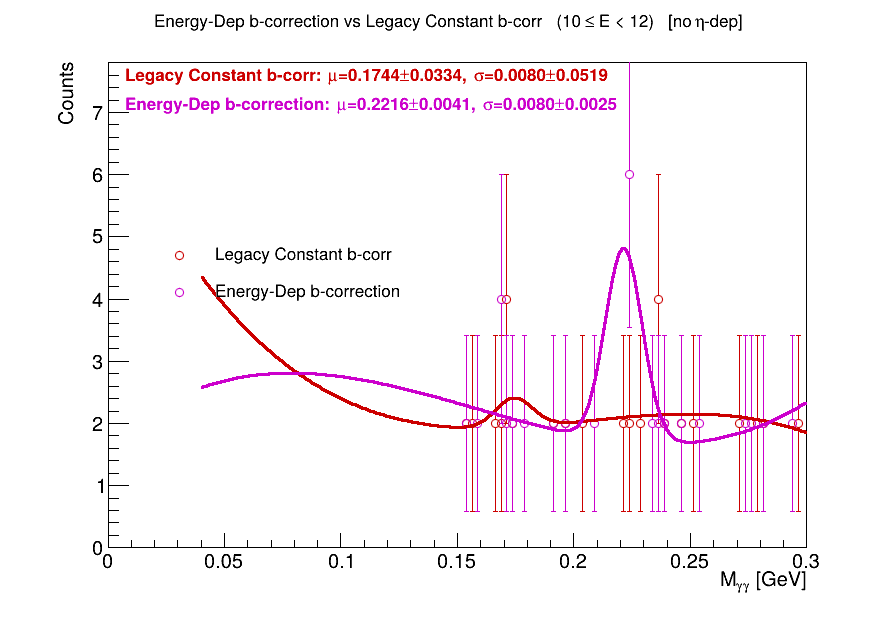 Energy-Dep b-correction vs Legacy Constant b-corr (10 ≤ E < 12) [no η-dep]
Counts
Legacy Constant b-corr: μ=0.1744±0.0334, σ=0.0080±0.0519
Energy-Dep b-correction: μ=0.2216±0.0041, σ=0.0080±0.0025
7
6
5
4
3
2
1
0
Legacy Constant b-corr
Energy-Dep b-correction
0 0.05 0.1 0.15 0.2 0.25 0.3
Mγγ [GeV]